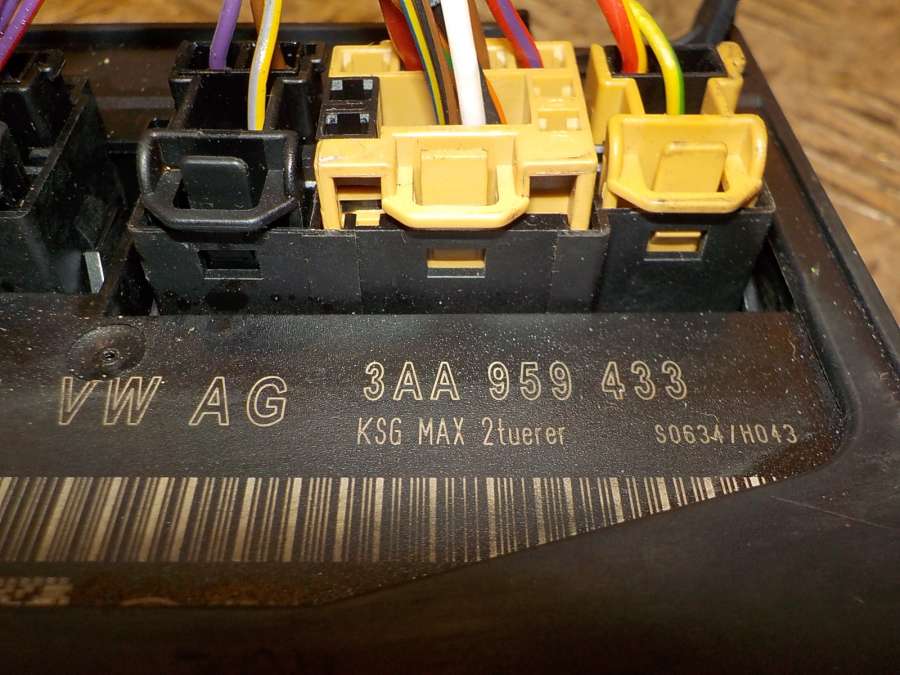 VW AG 3AA 959 433
KSG MAX 2tuerer S0634/H043